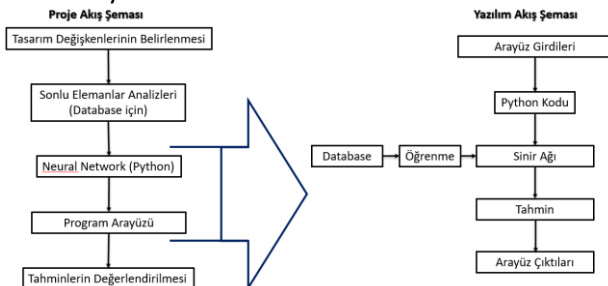 Proje Akış Şeması
Tasarım Değişkenlerinin Belirlenmesi
Sonlu Elemanlar Analizleri
(Database için)
Neural Network (Python)
Program Arayüzü
Tahminlerin Değerlendirilmesi
Yazılım Akış Şeması
Arayüz Girdileri
Python Kodu
Database
Öğrenme
Sinir Ağı
Tahmin
Arayüz Çıktıları